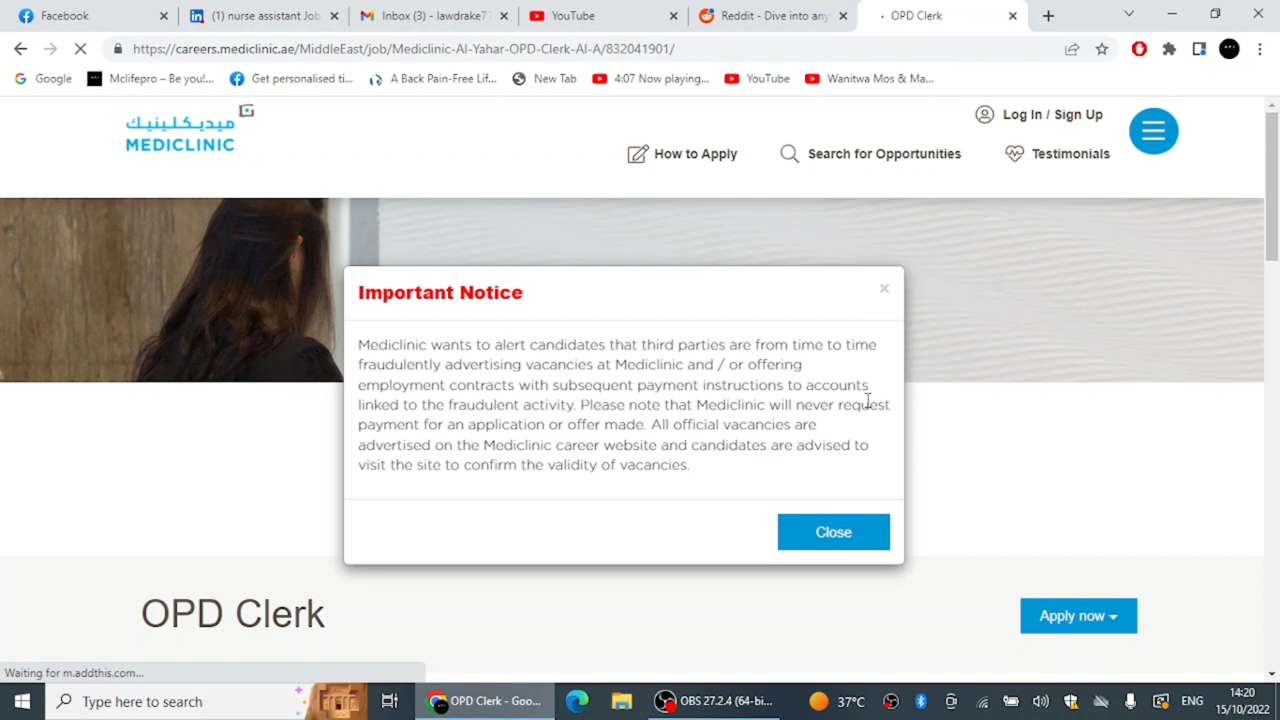 Facebook
(1) nurse assistant Job
Inbox (3) - lawdrake7
YouTube
Reddit - Dive into any
OPD Clerk
https://careers.mediclinic.ae/MiddleEast/job/Mediclinic-Al-Yahar-OPD-Clerk-Al-A/832041901/
Google
Mclifepro – Be you!...
Get personalised ti...
A Back Pain-Free Lif...
New Tab
4:07 Now playing...
YouTube
Wanitwa Mos & Ma...
ميديكلينيك
MEDICLINIC
Log In / Sign Up
How to Apply
Search for Opportunities
Testimonials
Important Notice
Mediclinic wants to alert candidates that third parties are from time to time
fraudulently advertising vacancies at Mediclinic and / or offering
employment contracts with subsequent payment instructions to accounts
linked to the fraudulent activity. Please note that Mediclinic will never request
payment for an application or offer made. All official vacancies are
advertised on the Mediclinic career website and candidates are advised to
visit the site to confirm the validity of vacancies.
Close
OPD Clerk
Apply now
Waiting for m.addthis.com...
Type here to search
OPD Clerk - Goo...
OBS 27.2.4 (64-bi...
37°C
ENG
14:20
15/10/2022